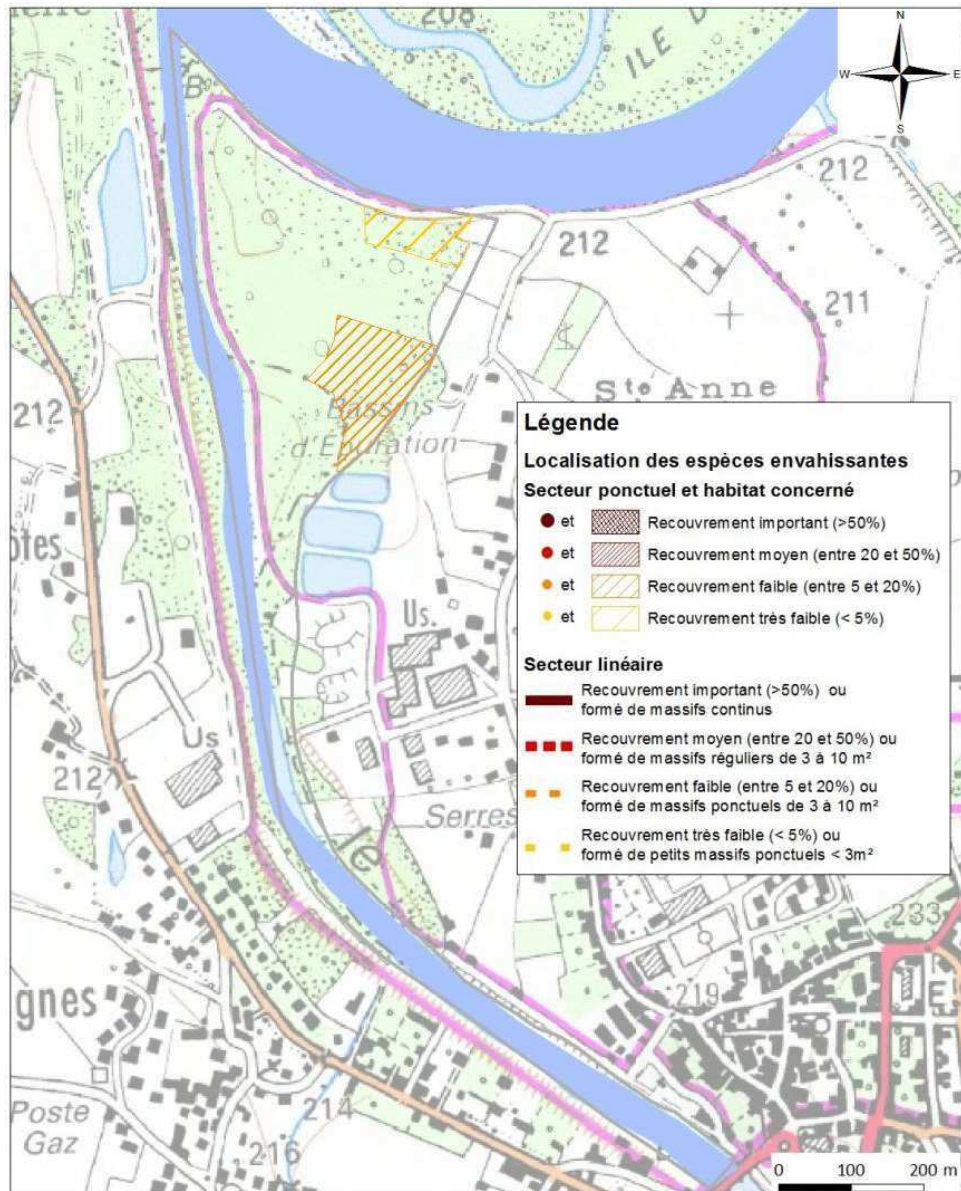 208
ILE D
N
W
E
S
B
212
212
211
Ste ANNE
212
Bassins
d'Epuration
ôtes
Us.
Us
212
Serres
le
233
219
E
gnes
Poste
Gaz
214
216
Légende
Localisation des espèces envahissantes
Secteur ponctuel et habitat concerné
et Recouvrement important (>50%)
et Recouvrement moyen (entre 20 et 50%)
et Recouvrement faible (entre 5 et 20%)
et Recouvrement très faible (< 5%)
Secteur linéaire
Recouvrement important (>50%) ou
formé de massifs continus
Recouvrement moyen (entre 20 et 50%) ou
formé de massifs réguliers de 3 à 10 m²
Recouvrement faible (entre 5 et 20%) ou
formé de massifs ponctuels de 3 à 10 m²
Recouvrement très faible (< 5%) ou
formé de petits massifs ponctuels < 3m²
0 100 200 m